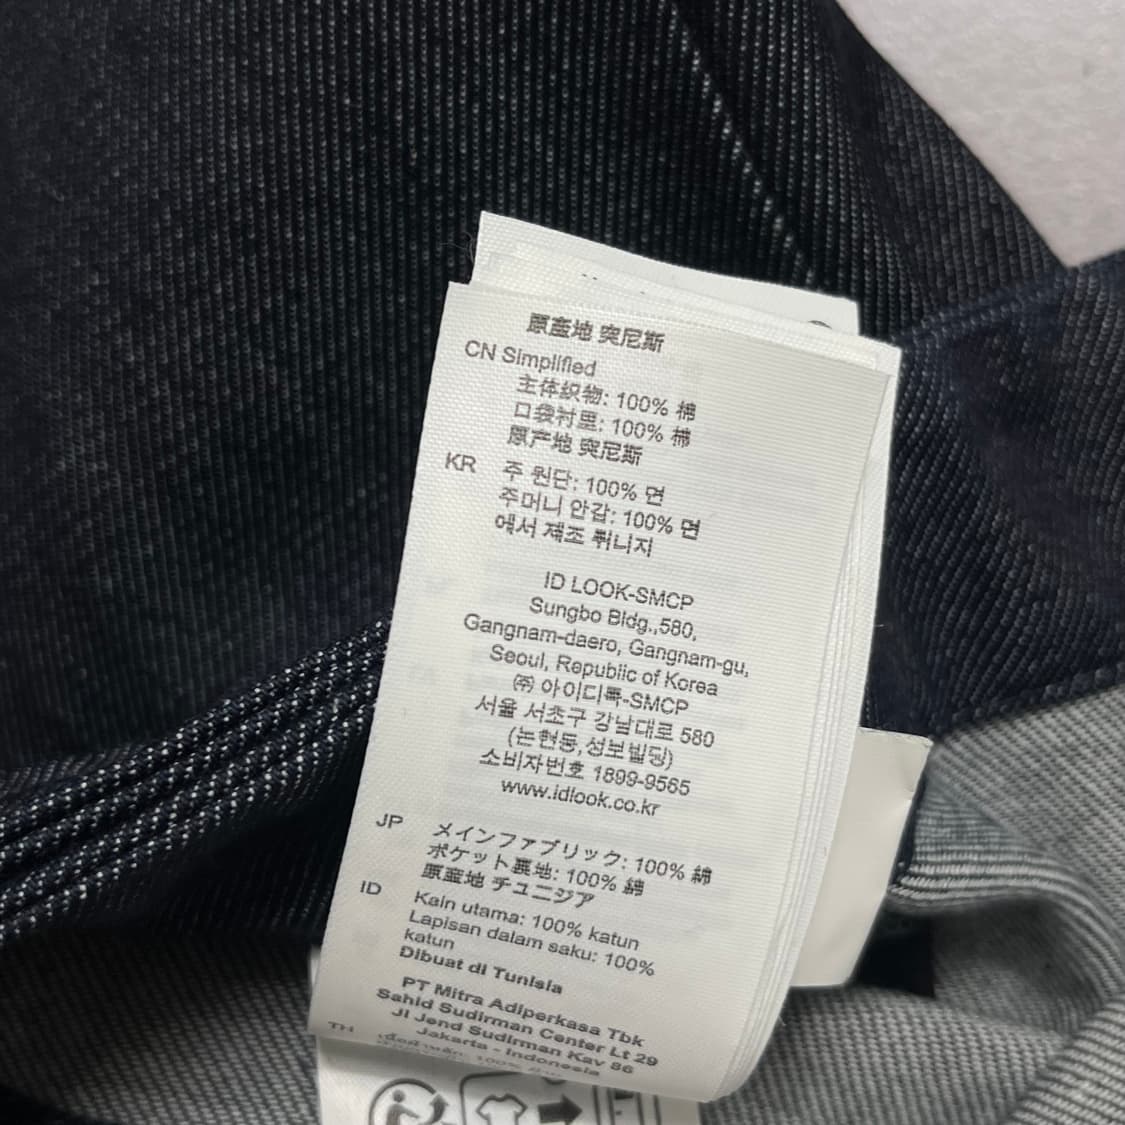 原產地 突尼斯
CN Simplified
主体织物: 100% 棉
口袋衬里: 100% 棉
原产地 突尼斯
KR 주 원단: 100% 면
주머니 안감: 100% 면
에서 제조 튀니지
ID LOOK-SMCP
Sungbo Bldg.,580,
Gangnam-daero, Gangnam-gu,
Seoul, Republic of Korea
㈜ 아이디룩-SMCP
서울 서초구 강남대로 580
(논현동,성보빌딩)
소비자번호 1899-9565
www.idlook.co.kr
JP メインファブリック: 100% 綿
ポケット裏地: 100% 綿
原産地 チュニジア
ID Kain utama: 100% katun
Lapisan dalam saku: 100%
katun
Dibuat di Tunisia
PT Mitra Adiperkasa Tbk
Sahid Sudirman Center Lt 29
Jl Jend Sudirman Kav 86
Jakarta - Indonesia
TH